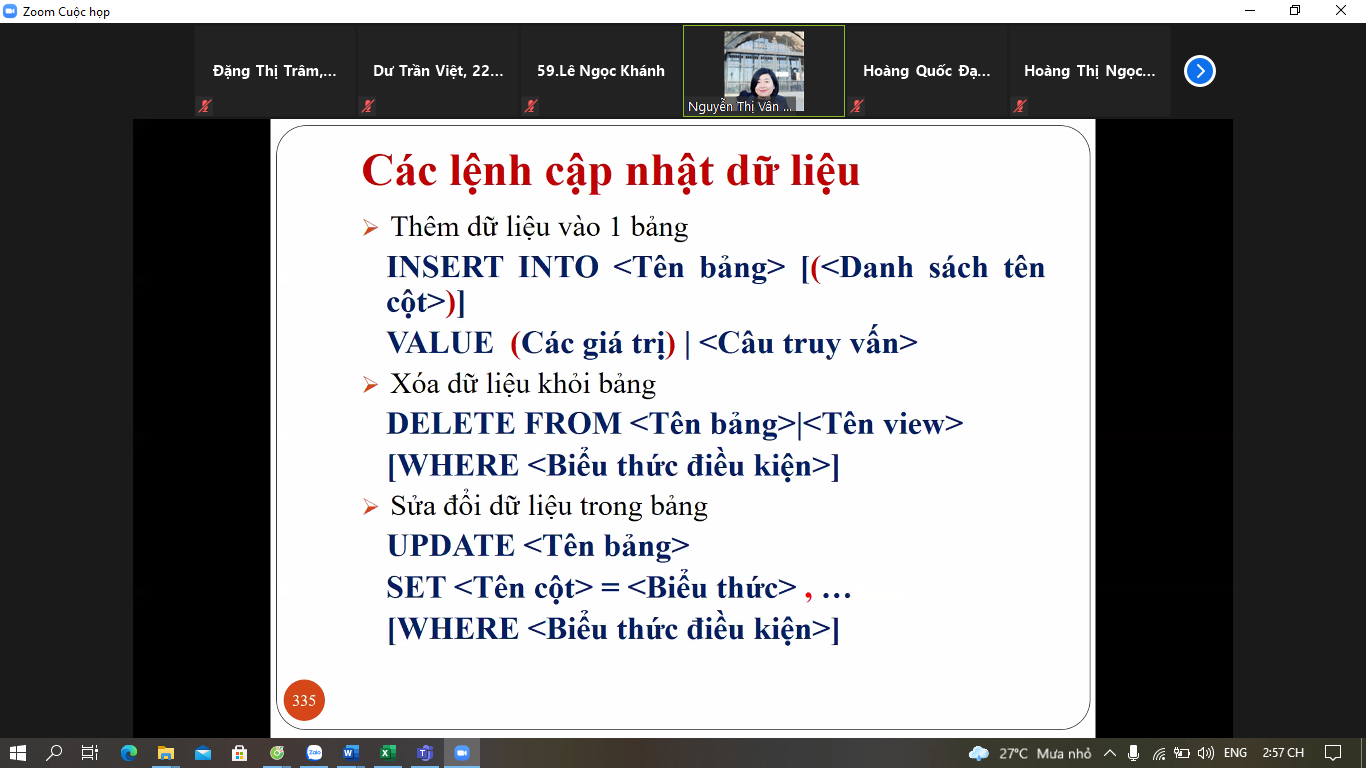 Zoom Cuộc họp
Đặng Thị Trâm,...
Dư Trần Việt, 22...
59.Lê Ngọc Khánh
Nguyễn Thị Vân ...
Hoàng Quốc Đạ...
Hoàng Thị Ngọc...
Các lệnh cập nhật dữ liệu
Thêm dữ liệu vào 1 bảng
INSERT INTO <Tên bảng> [(<Danh sách tên
cột>)]
VALUE (Các giá trị) | <Câu truy vấn>
Xóa dữ liệu khỏi bảng
DELETE FROM <Tên bảng>|<Tên view>
[WHERE <Biểu thức điều kiện>]
Sửa đổi dữ liệu trong bảng
UPDATE <Tên bảng>
SET <Tên cột> = <Biểu thức> , ...
[WHERE <Biểu thức điều kiện>]
335
Zalo
27°C Mưa nhỏ
ENG
2:57 CH